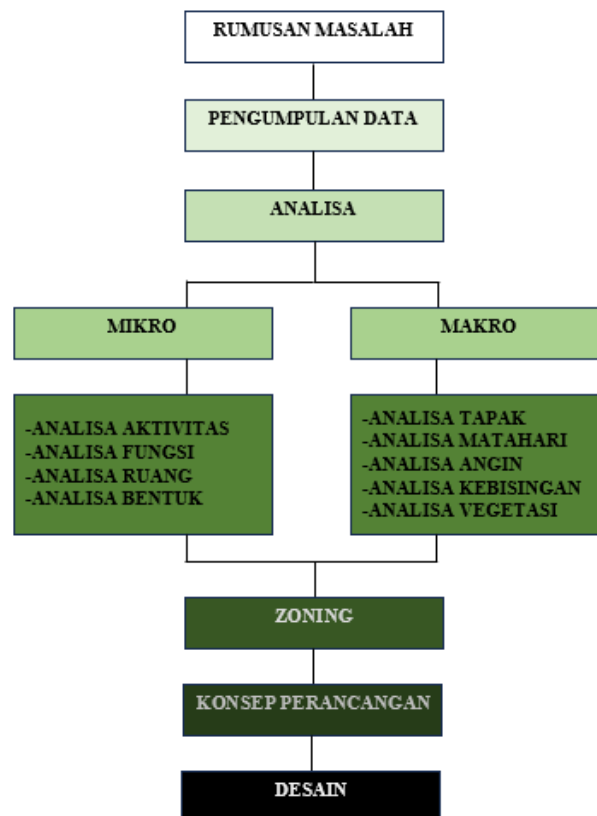 RUMUSAN MASALAH
PENGUMPULAN DATA
ANALISA
MIKRO
MAKRO
-ANALISA AKTIVITAS
-ANALISA FUNGSI
-ANALISA RUANG
-ANALISA BENTUK
-ANALISA TAPAK
-ANALISA MATAHARI
-ANALISA ANGIN
-ANALISA KEBISINGAN
-ANALISA VEGETASI
ZONING
KONSEP PERANCANGAN
DESAIN